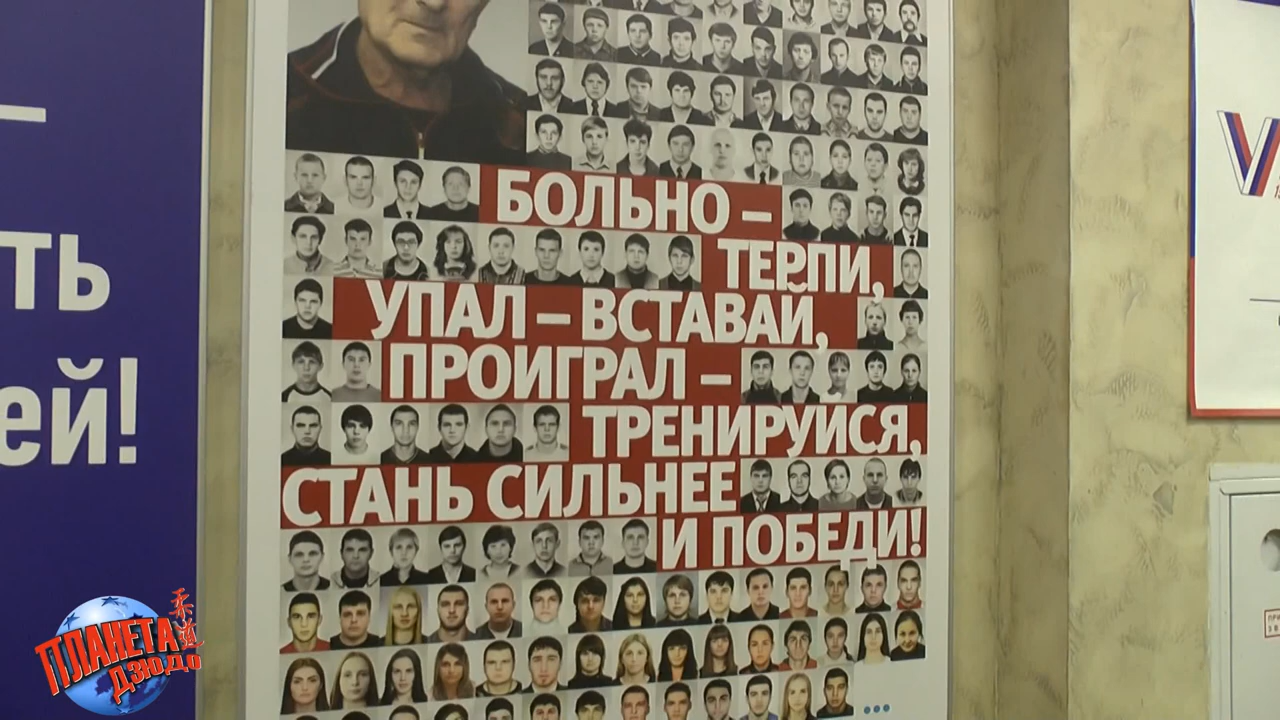 БОЛЬНО –
ТЕРПИ,
УПАЛ – ВСТАВАЙ,
ПРОИГРАЛ –
ТРЕНИРУЙСЯ,
СТАНЬ СИЛЬНЕЕ
И ПОБЕДИ!
–
ть
ей!
ПЛАНЕТА
ДЗЮДО